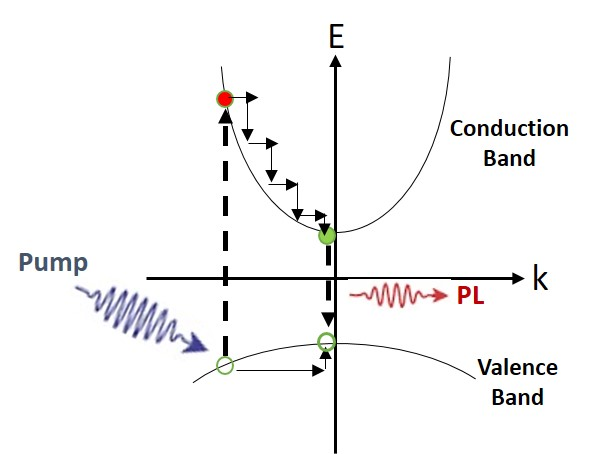 E
Conduction
Band
Pump
k
PL
Valence
Band